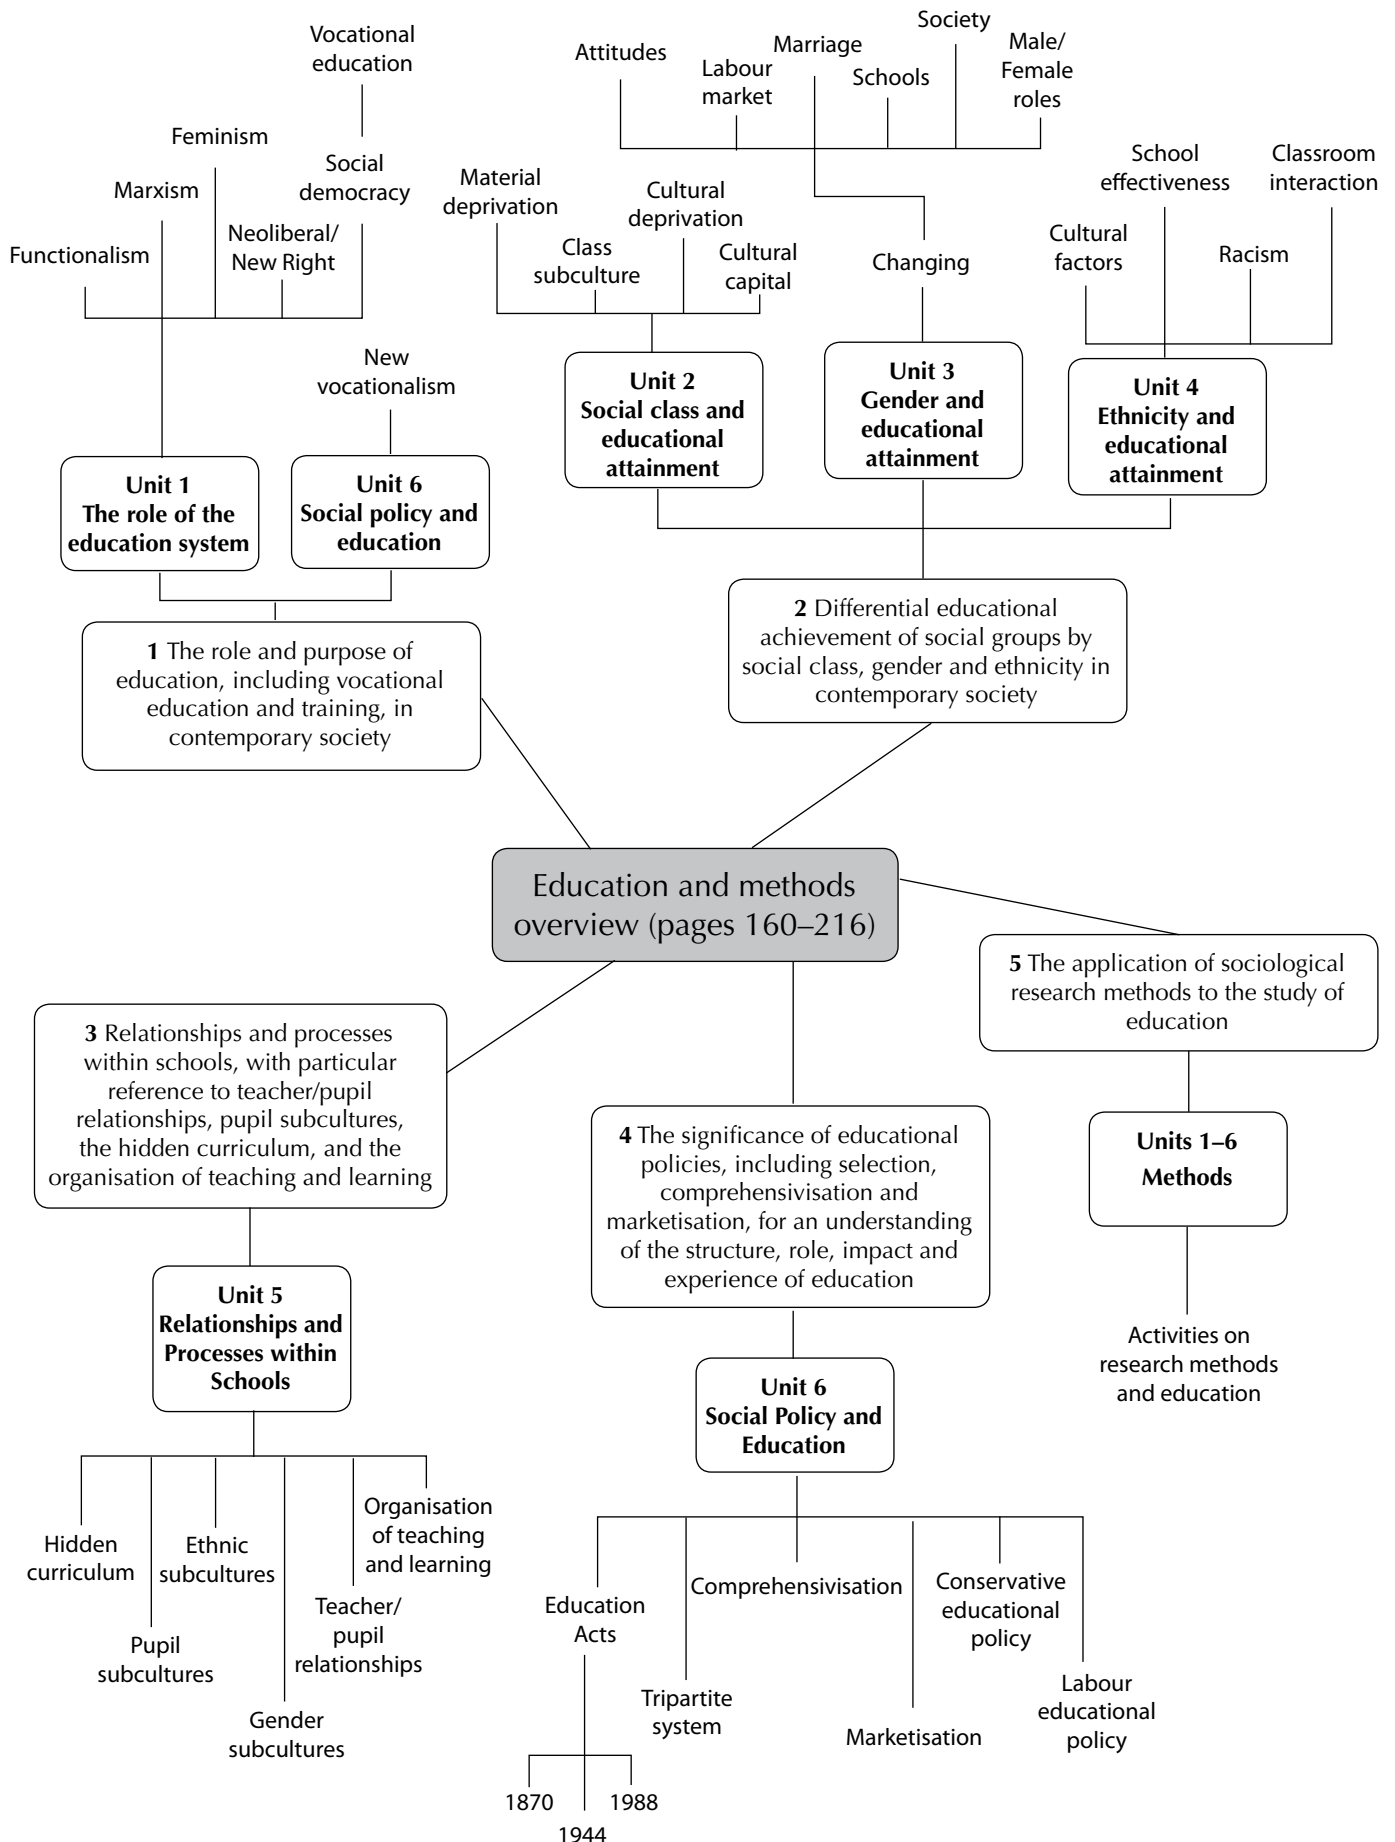 Vocational
education
Feminism
Marxism
Social
democracy
Functionalism
Neoliberal/
New Right
New
vocationalism
Unit 1
The role of the
education system
Unit 6
Social policy and
education
1 The role and purpose of
education, including vocational
education and training, in
contemporary society
Attitudes
Labour
market
Marriage
Schools
Society
Male/
Female
roles
Material
deprivation
Class
subculture
Cultural
deprivation
Cultural
capital
Changing
School
effectiveness
Classroom
interaction
Cultural
factors
Racism
Unit 2
Social class and
educational
attainment
Unit 3
Gender and
educational
attainment
Unit 4
Ethnicity and
educational
attainment
2 Differential educational
achievement of social groups by
social class, gender and ethnicity in
contemporary society
Education and methods
overview (pages 160–216)
3 Relationships and processes
within schools, with particular
reference to teacher/pupil
relationships, pupil subcultures,
the hidden curriculum, and the
organisation of teaching and learning
Unit 5
Relationships and
Processes within
Schools
Hidden
curriculum
Pupil
subcultures
Ethnic
subcultures
Gender
subcultures
Teacher/
pupil
relationships
Organisation
of teaching
and learning
4 The significance of educational
policies, including selection,
comprehensivisation and
marketisation, for an understanding
of the structure, role, impact and
experience of education
Unit 6
Social Policy and
Education
Education
Acts
1870
1944
1988
Tripartite
system
Comprehensivisation
Marketisation
Conservative
educational
policy
Labour
educational
policy
5 The application of sociological
research methods to the study of
education
Units 1–6
Methods
Activities on
research methods
and education